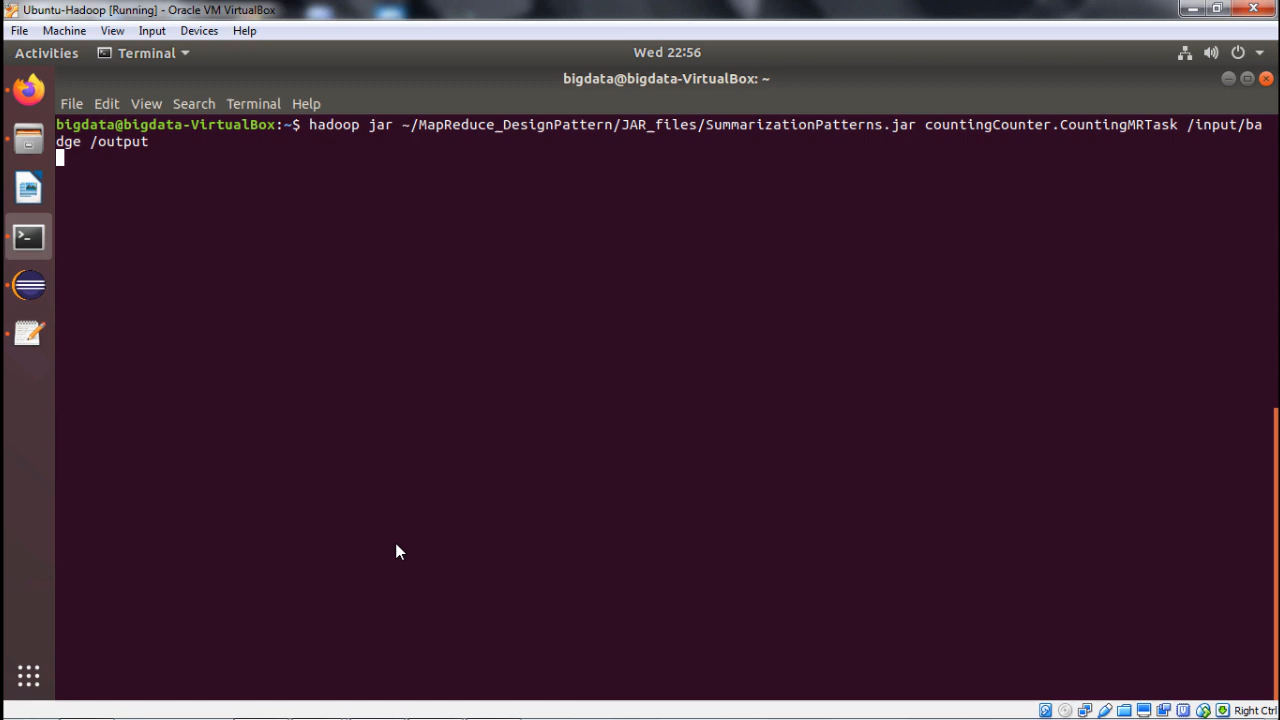 Ubuntu-Hadoop [Running] - Oracle VM VirtualBox
File Machine View Input Devices Help
Activities Terminal Wed 22:56
bigdata@bigdata-VirtualBox: ~
File Edit View Search Terminal Help
bigdata@bigdata-VirtualBox:~$ hadoop jar ~/MapReduce_DesignPattern/JAR_files/SummarizationPatterns.jar countingCounter.CountingMRTask /input/ba
dge /output
Right Ctrl